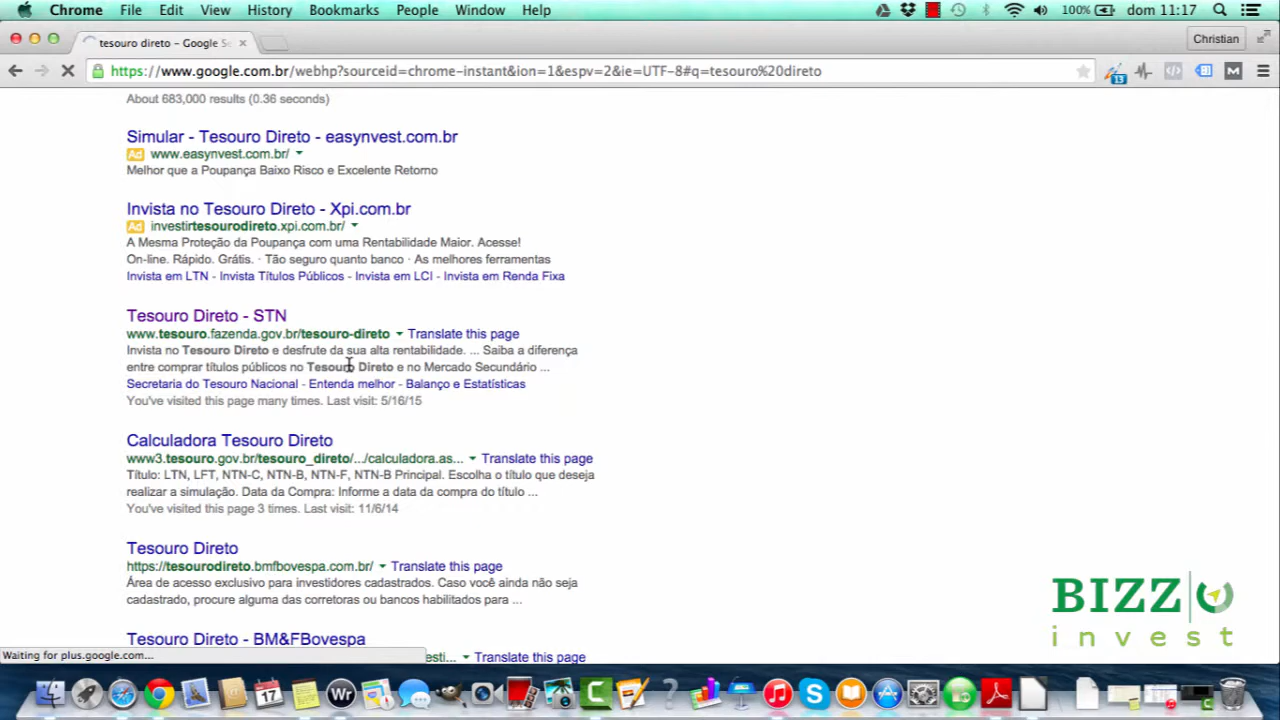 Chrome File Edit View History Bookmarks People Window Help 100% dom 11:17
tesouro direto - Google Se
Christian
https://www.google.com.br/webhp?sourceid=chrome-instant&ion=1&espv=2&ie=UTF-8#q=tesouro%20direto
13
About 683,000 results (0.36 seconds)
Simular - Tesouro Direto - easynvest.com.br
Ad www.easynvest.com.br/
Melhor que a Poupança Baixo Risco e Excelente Retorno
Invista no Tesouro Direto - Xpi.com.br
Ad investirtesourodireto.xpi.com.br/
A Mesma Proteção da Poupança com uma Rentabilidade Maior. Acesse!
On-line. Rápido. Grátis. · Tão seguro quanto banco · As melhores ferramentas
Invista em LTN - Invista Títulos Públicos - Invista em LCI - Invista em Renda Fixa
Tesouro Direto - STN
www.tesouro.fazenda.gov.br/tesouro-direto Translate this page
Invista no Tesouro Direto e desfrute da sua alta rentabilidade. ... Saiba a diferença
entre comprar títulos públicos no Tesouro Direto e no Mercado Secundário ...
Secretaria do Tesouro Nacional - Entenda melhor - Balanço e Estatísticas
You've visited this page many times. Last visit: 5/16/15
Calculadora Tesouro Direto
www3.tesouro.gov.br/tesouro_direto/.../calculadora.as... Translate this page
Título: LTN, LFT, NTN-C, NTN-B, NTN-F, NTN-B Principal. Escolha o título que deseja
realizar a simulação. Data da Compra: Informe a data da compra do título ...
You've visited this page 3 times. Last visit: 11/6/14
Tesouro Direto
https://tesourodireto.bmfbovespa.com.br/ Translate this page
Área de acesso exclusivo para investidores cadastrados. Caso você ainda não seja
cadastrado, procure alguma das corretoras ou bancos habilitados para ...
Tesouro Direto - BM&FBovespa
esti... Translate this page
Waiting for plus.google.com...
BIZZ
invest
17
Wr